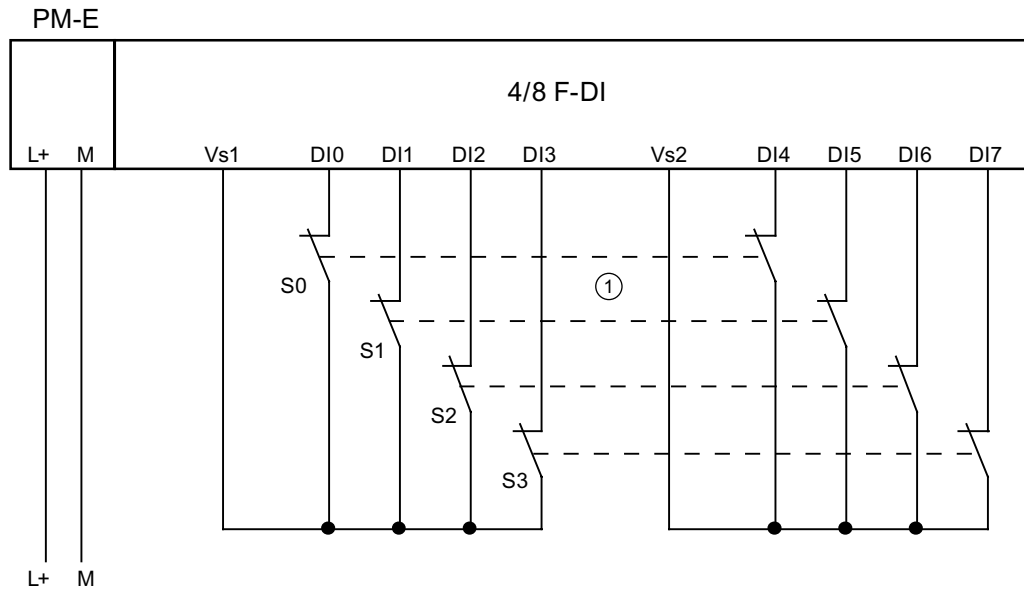 PM-E
4/8 F-DI
L+ M Vs1 DI0 DI1 DI2 DI3 Vs2 DI4 DI5 DI6 DI7
S0
1
S1
S2
S3
L+ M